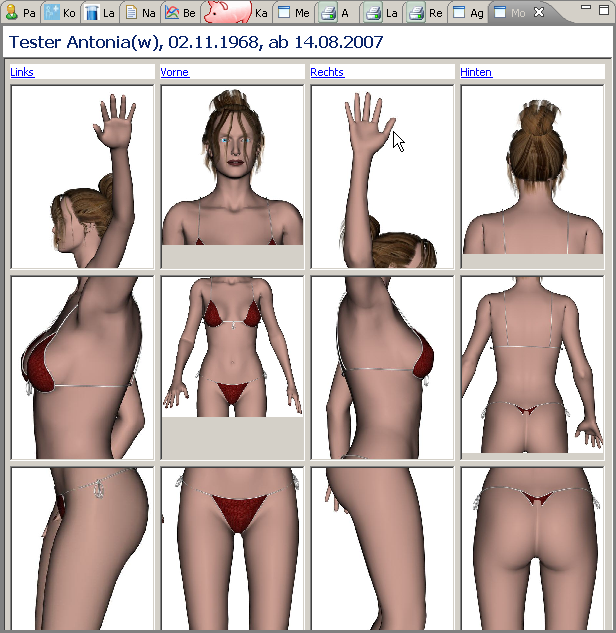 Pa Ko La Na Be Ka Me A La Re Ag Mo
Tester Antonia(w), 02.11.1968, ab 14.08.2007
Links Vorne Rechts Hinten